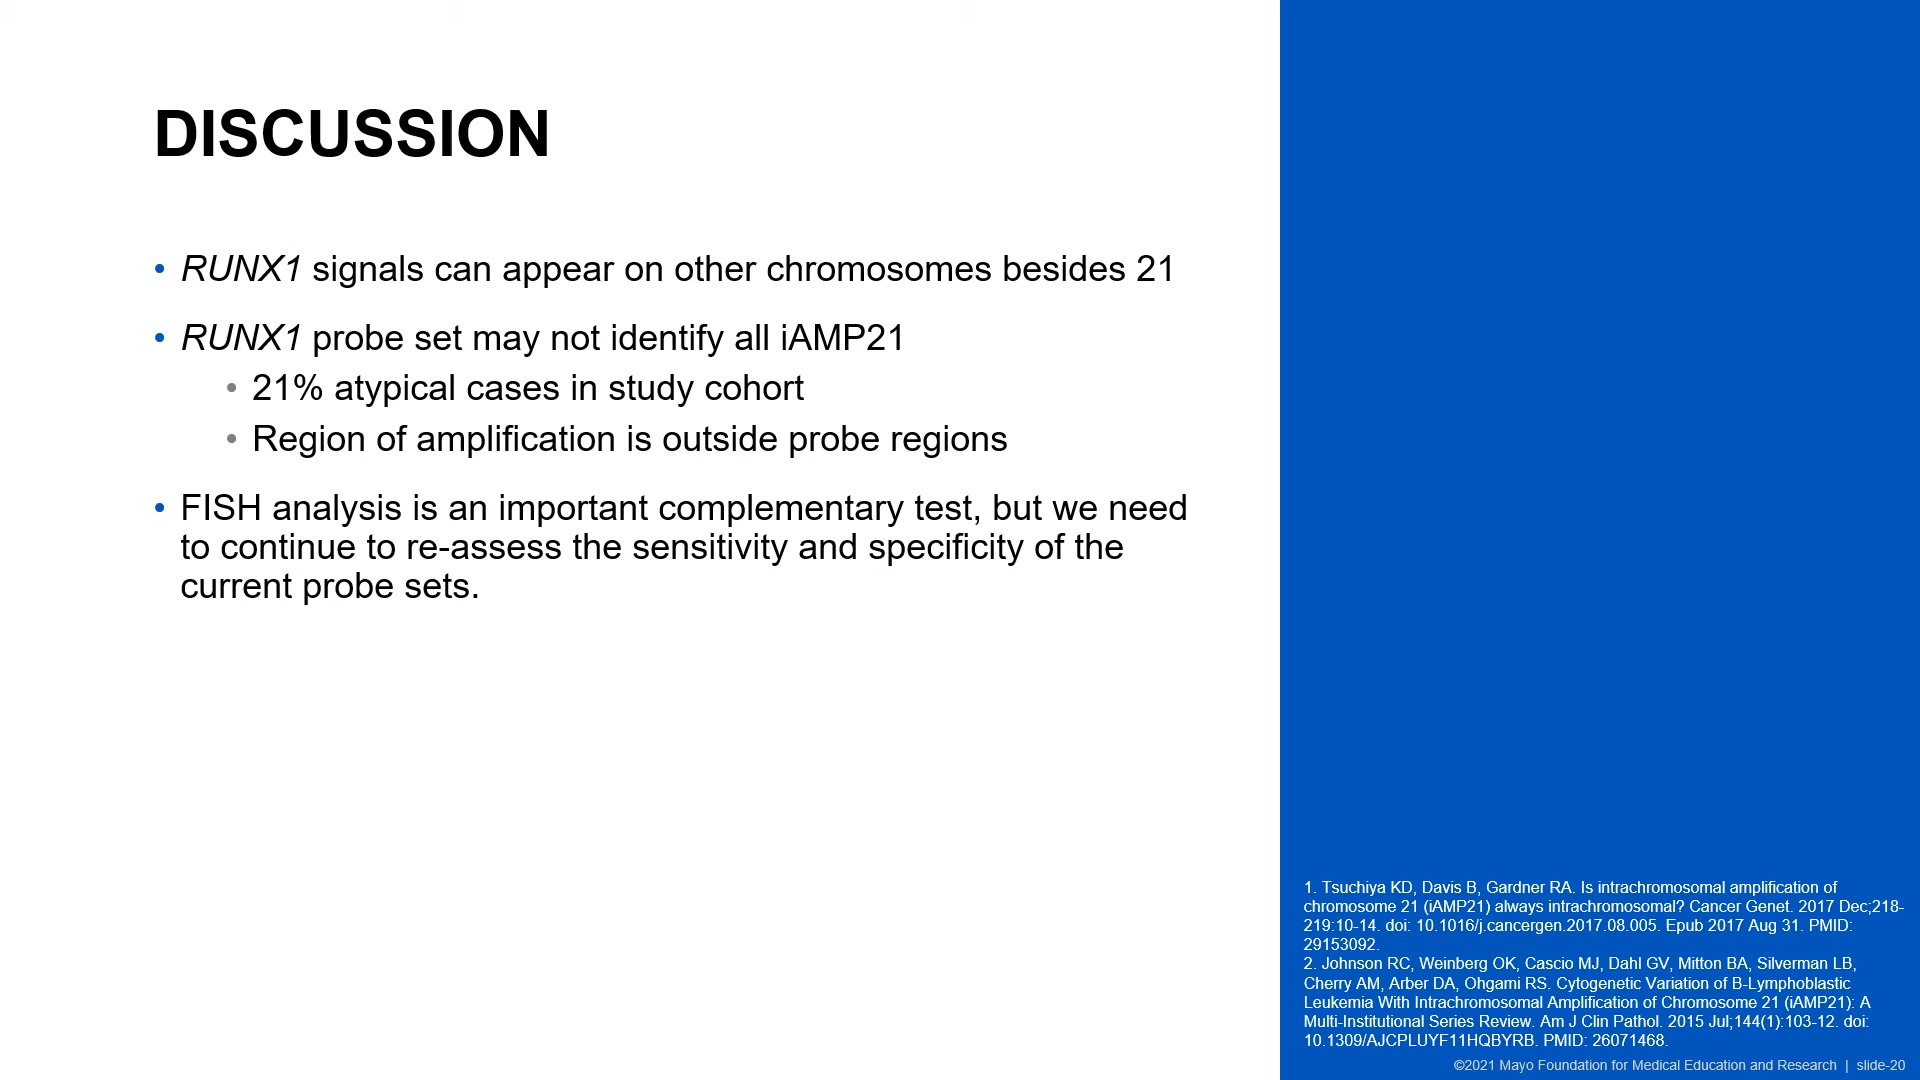 DISCUSSION
• RUNX1 signals can appear on other chromosomes besides 21
• RUNX1 probe set may not identify all iAMP21
• 21% atypical cases in study cohort
• Region of amplification is outside probe regions
• FISH analysis is an important complementary test, but we need
to continue to re-assess the sensitivity and specificity of the
current probe sets.
1. Tsuchiya KD, Davis B, Gardner RA. Is intrachromosomal amplification of
chromosome 21 (iAMP21) always intrachromosomal? Cancer Genet. 2017 Dec;218-
219:10-14. doi: 10.1016/j.cancergen.2017.08.005. Epub 2017 Aug 31. PMID:
29153092.
2. Johnson RC, Weinberg OK, Cascio MJ, Dahl GV, Mitton BA, Silverman LB,
Cherry AM, Arber DA, Ohgami RS. Cytogenetic Variation of B-Lymphoblastic
Leukemia With Intrachromosomal Amplification of Chromosome 21 (iAMP21): A
Multi-Institutional Series Review. Am J Clin Pathol. 2015 Jul;144(1):103-12. doi:
10.1309/AJCPLUYF11HQBYRB. PMID: 26071468.
©2021 Mayo Foundation for Medical Education and Research | slide-20